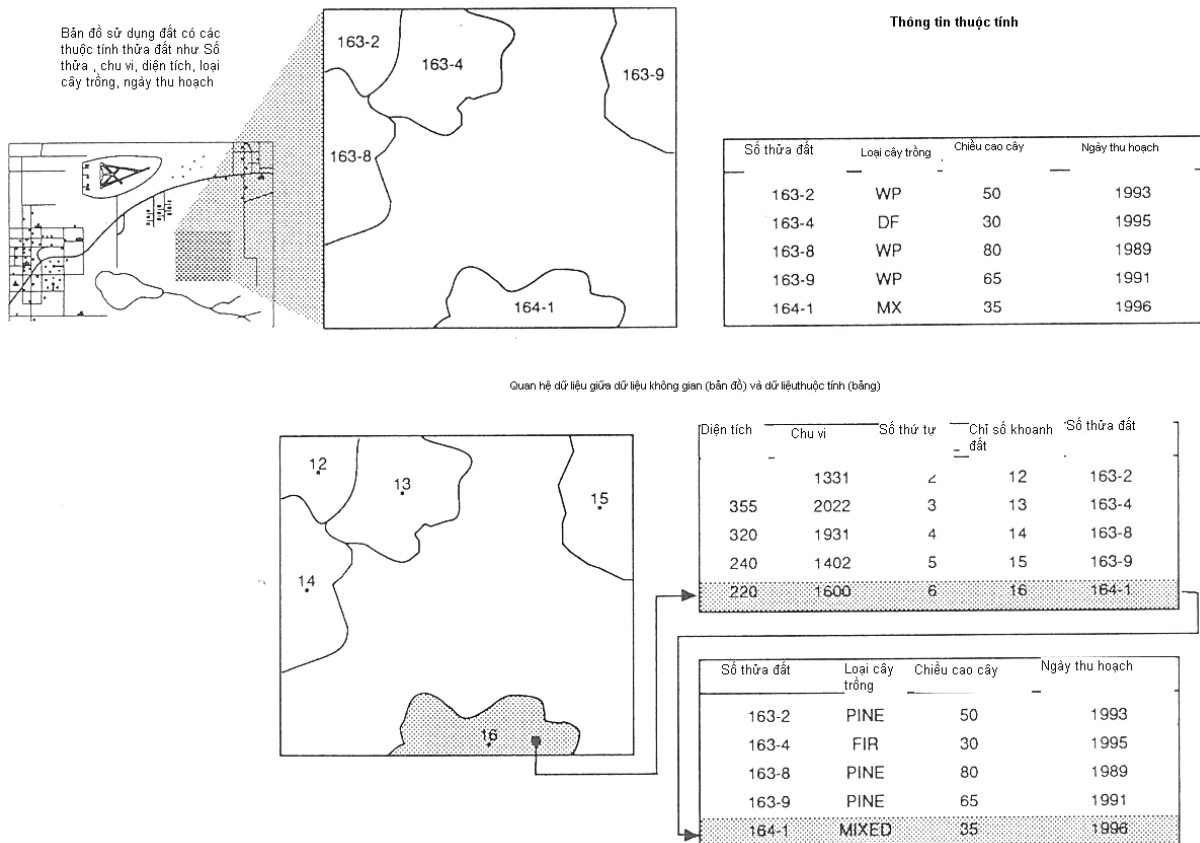 Bản đồ sử dụng đất có các
thuộc tính thửa đất như Số
thửa , chu vi, diện tích, loại
cây trồng, ngày thu hoạch
163-2
163-4
163-9
163-8
164-1
Thông tin thuộc tính
Số thửa đất Loại cây trồng Chiều cao cây Ngày thu hoạch
163-2 WP 50 1993
163-4 DF 30 1995
163-8 WP 80 1989
163-9 WP 65 1991
164-1 MX 35 1996
Quan hệ dữ liệu giữa dữ liệu không gian (bản đồ) và dữ liệuthuộc tính (bảng)
12
13
15
14
16
Diện tích Chu vi Số thứ tự Chỉ số khoanh
đất Số thửa đất
1331 2 12 163-2
355 2022 3 13 163-4
320 1931 4 14 163-8
240 1402 5 15 163-9
220 1600 6 16 164-1
Số thửa đất Loại cây
trồng Chiều cao cây Ngày thu hoạch
163-2 PINE 50 1993
163-4 FIR 30 1995
163-8 PINE 80 1989
163-9 PINE 65 1991
164-1 MIXED 35 1996